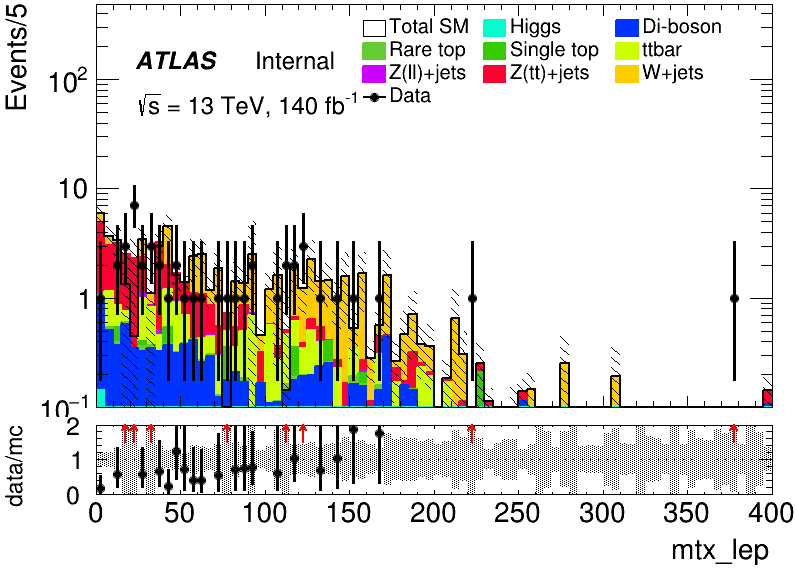 Events/5
ATLAS Internal
√s = 13 TeV, 140 fb⁻¹
Total SM Higgs Di-boson
Rare top Single top ttbar
Z(ll)+jets Z(tt)+jets W+jets
Data
10²
10
1
10⁻¹
data/mc
2
1
0
0 50 100 150 200 250 300 350 400
mtx_lep